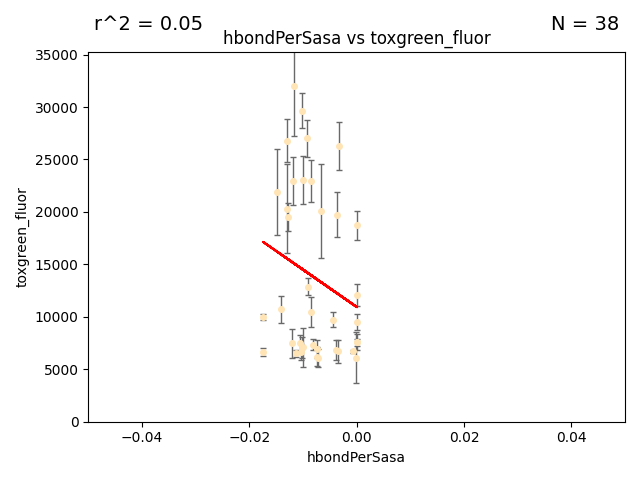 r^2 = 0.05
N = 38
hbondPerSasa vs toxgreen_fluor
35000
30000
25000
20000
15000
10000
5000
0
toxgreen_fluor
−0.04
−0.02
0.00
0.02
0.04
hbondPerSasa